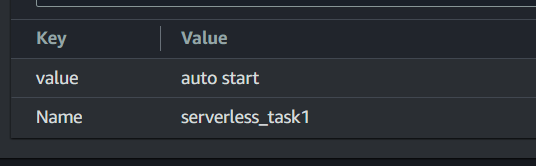 Key Value
value auto start
Name serverless_task1